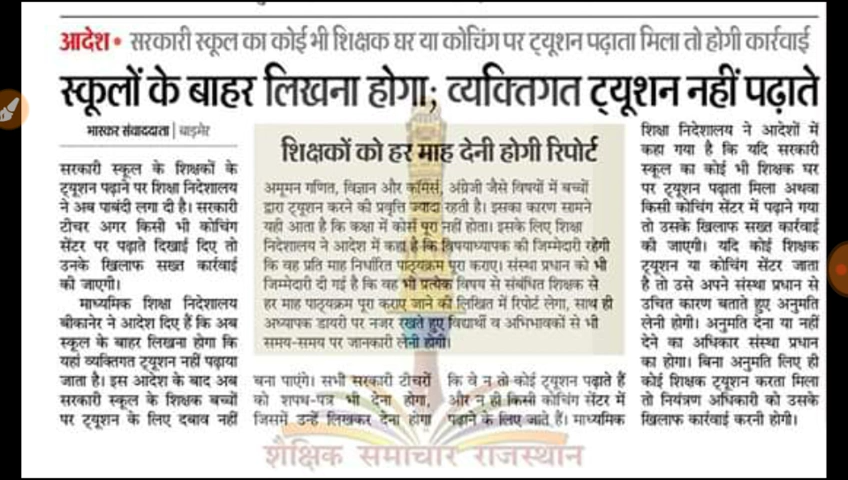 आदेश• सरकारी स्कूल का कोई भी शिक्षक घर या कोचिंग पर ट्यूशन पढ़ाता मिला तो होगी कार्रवाई
स्कूलों के बाहर लिखना होगा; व्यक्तिगत ट्यूशन नहीं पढ़ाते
भास्कर संवाददाता | बाड़मेर
सरकारी स्कूल के शिक्षकों के
ट्यूशन पढ़ाने पर शिक्षा निदेशालय
ने अब पाबंदी लगा दी है। सरकारी
टीचर अगर किसी भी कोचिंग
सेंटर पर पढ़ाते दिखाई दिए तो
उनके खिलाफ सख्त कार्रवाई
की जाएगी।
माध्यमिक शिक्षा निदेशालय
बीकानेर ने आदेश दिए हैं कि अब
स्कूल के बाहर लिखना होगा कि
यहां व्यक्तिगत ट्यूशन नहीं पढ़ाया
जाता है। इस आदेश के बाद अब
सरकारी स्कूल के शिक्षक बच्चों
पर ट्यूशन के लिए दबाव नहीं
शिक्षकों को हर माह देनी होगी रिपोर्ट
अमूमन गणित, विज्ञान और कॉमर्स, अंग्रेजी जैसे विषयों में बच्चों
द्वारा ट्यूशन करने की प्रवृत्ति ज्यादा रहती है। इसका कारण सामने
यही आता है कि कक्षा में कोर्स पूरा नहीं होता। इसके लिए शिक्षा
निदेशालय ने आदेश में कहा है कि विषयाध्यापक की जिम्मेदारी रहेगी
कि वह प्रति माह निर्धारित पाठ्यक्रम पूरा कराए। संस्था प्रधान को भी
जिम्मेदारी दी गई है कि वह भी प्रत्येक विषय से संबंधित शिक्षक से
हर माह पाठ्यक्रम पूरा कराए जाने की लिखित में रिपोर्ट लेगा, साथ ही
अध्यापक डायरी पर नजर रखते हुए विद्यार्थी व अभिभावकों से भी
समय-समय पर जानकारी लेनी होगी।
बना पाएंगे। सभी सरकारी टीचरों
को शपथ-पत्र भी देना होगा,
जिसमें उन्हें लिखकर देना होगा
कि वे न तो कोई ट्यूशन पढ़ाते हैं
और न ही किसी कोचिंग सेंटर में
पढ़ाने के लिए जाते हैं। माध्यमिक
शिक्षा निदेशालय ने आदेशों में
कहा गया है कि यदि सरकारी
स्कूल का कोई भी शिक्षक घर
पर ट्यूशन पढ़ाता मिला अथवा
किसी कोचिंग सेंटर में पढ़ाने गया
तो उसके खिलाफ सख्त कार्रवाई
की जाएगी। यदि कोई शिक्षक
ट्यूशन या कोचिंग सेंटर जाता
है तो उसे अपने संस्था प्रधान से
उचित कारण बताते हुए अनुमति
लेनी होगी। अनुमति देना या नहीं
देने का अधिकार संस्था प्रधान
का होगा। बिना अनुमति लिए ही
कोई शिक्षक ट्यूशन करता मिला
तो नियंत्रण अधिकारी को उसके
खिलाफ कार्रवाई करनी होगी।
शैक्षिक समाचार राजस्थान